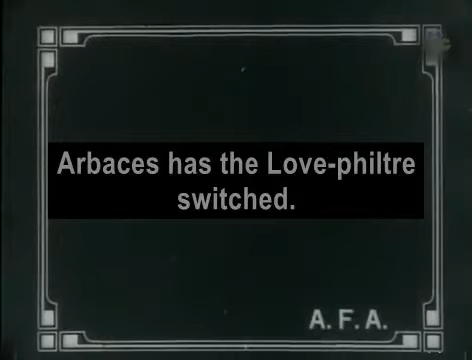 Arbaces has the Love-philtre
switched.
A. F. A.